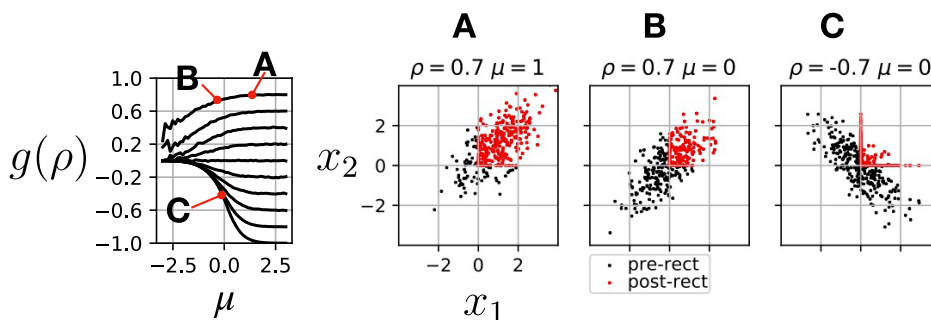 A
B
C
ρ = 0.7 μ = 1
ρ = 0.7 μ = 0
ρ = -0.7 μ = 0
g(ρ)
1.0
0.6
0.2
−0.2
−0.6
−1.0
B
A
C
−2.5
0.0
2.5
μ
x₂
2
0
−2
−2
0
2
x₁
pre-rect
post-rect